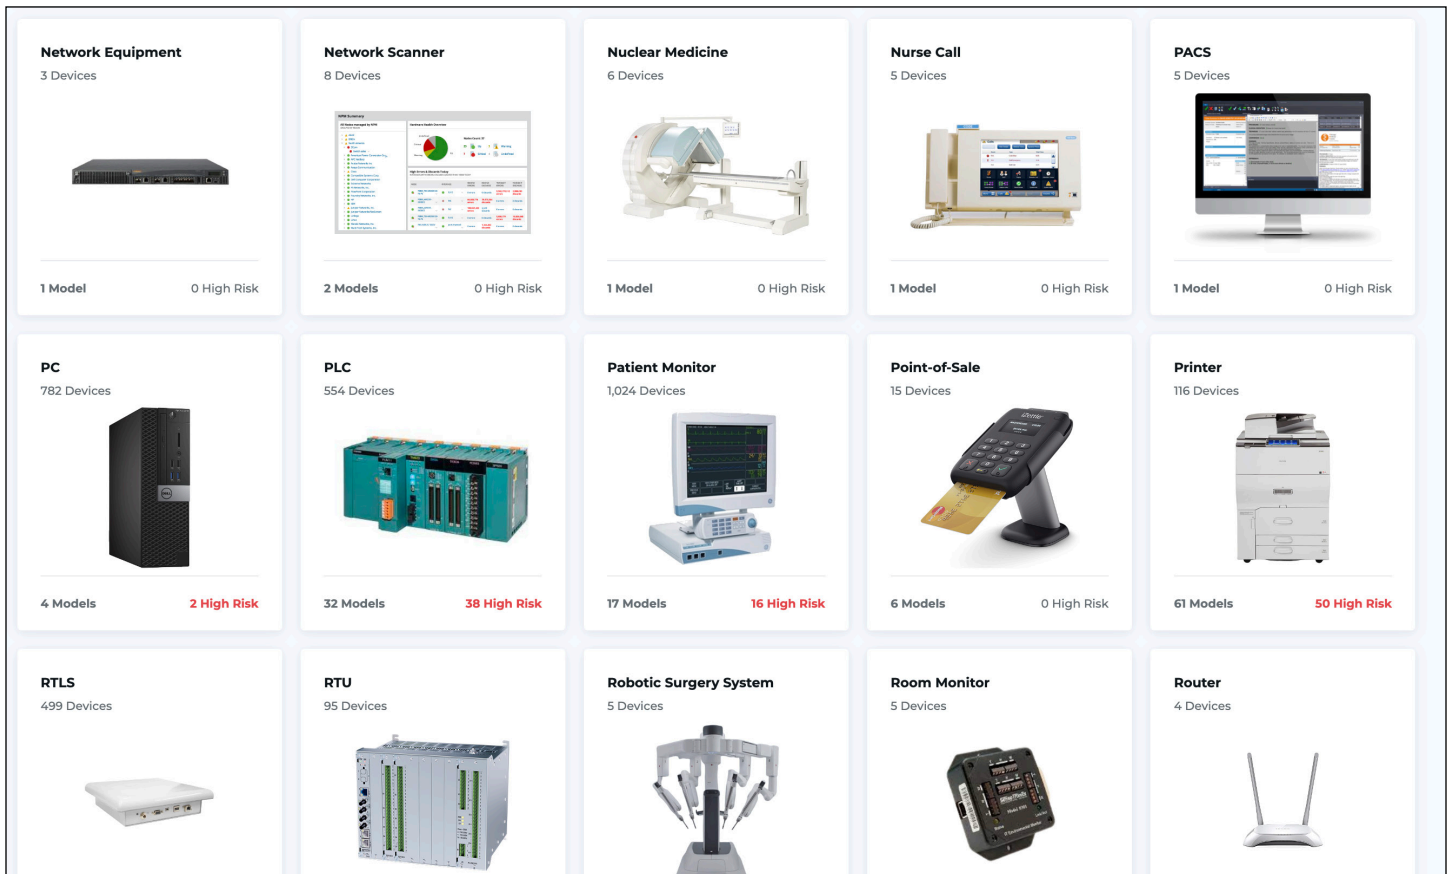 Network Equipment
3 Devices
1 Model
0 High Risk
Network Scanner
8 Devices
NPM Summary
2 Models
0 High Risk
Nuclear Medicine
6 Devices
1 Model
0 High Risk
Nurse Call
5 Devices
1 Model
0 High Risk
PACS
5 Devices
1 Model
0 High Risk
PC
782 Devices
DELL
4 Models
2 High Risk
PLC
554 Devices
32 Models
38 High Risk
Patient Monitor
1,024 Devices
17 Models
16 High Risk
Point-of-Sale
15 Devices
iZettle
6 Models
0 High Risk
Printer
116 Devices
61 Models
50 High Risk
RTLS
499 Devices
RTU
95 Devices
Robotic Surgery System
5 Devices
Room Monitor
5 Devices
Router
4 Devices